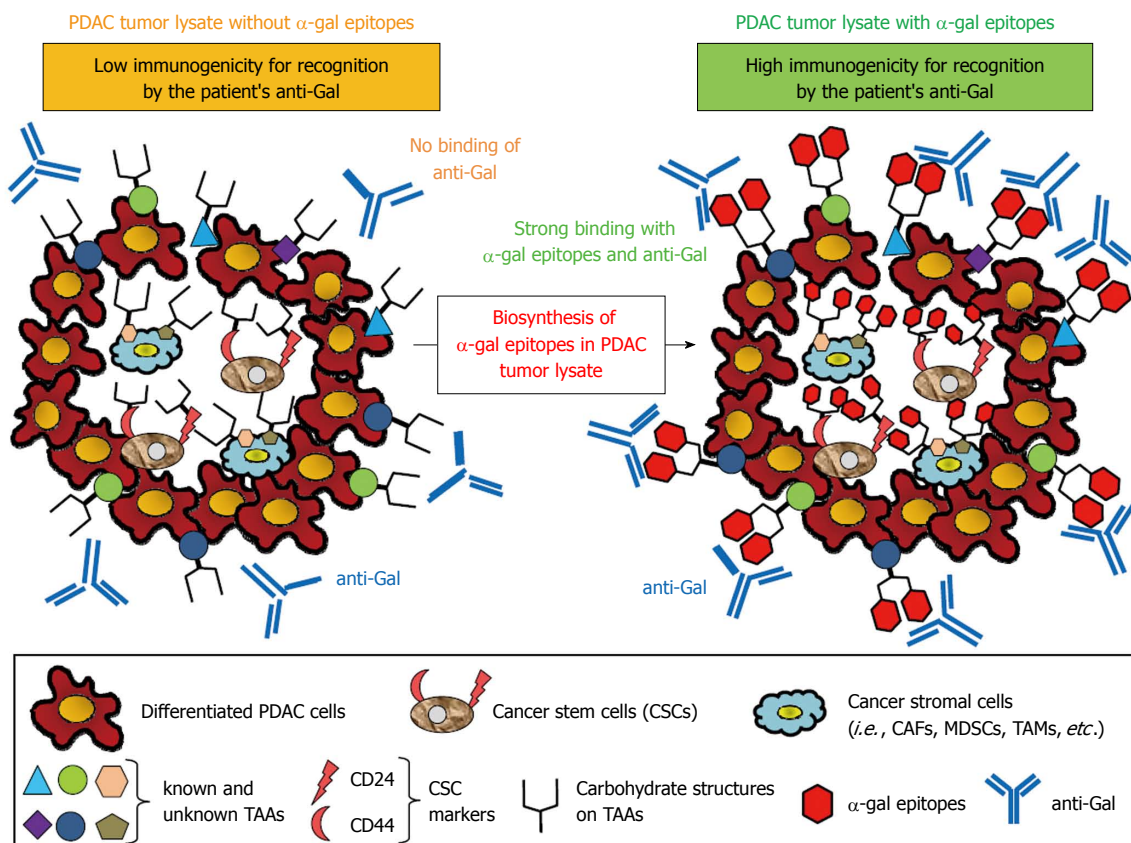 PDAC tumor lysate without α-gal epitopes
Low immunogenicity for recognition
by the patient's anti-Gal
No binding of
anti-Gal
anti-Gal
Strong binding with
α-gal epitopes and anti-Gal
Biosynthesis of
α-gal epitopes in PDAC
tumor lysate
PDAC tumor lysate with α-gal epitopes
High immunogenicity for recognition
by the patient's anti-Gal
anti-Gal
Differentiated PDAC cells
Cancer stem cells (CSCs)
Cancer stromal cells
(i.e., CAFs, MDSCs, TAMs, etc.)
known and
unknown TAAs
CD24
CD44
CSC
markers
Carbohydrate structures
on TAAs
α-gal epitopes
anti-Gal